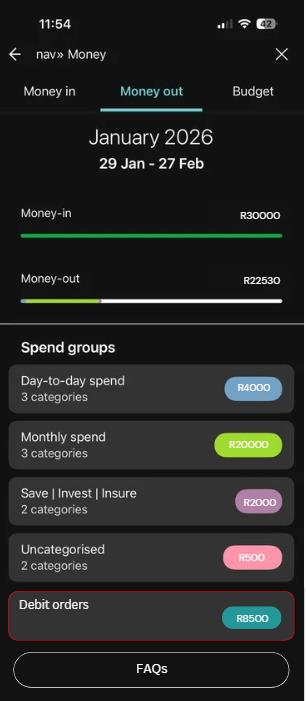 11:54
42
nav» Money
Money in
Money out
Budget
January 2026
29 Jan - 27 Feb
Money-in
R30000
Money-out
R22530
Spend groups
Day-to-day spend
3 categories
R4000
Monthly spend
3 categories
R20000
Save | Invest | Insure
2 categories
R2000
Uncategorised
2 categories
R500
Debit orders
R8500
FAQs